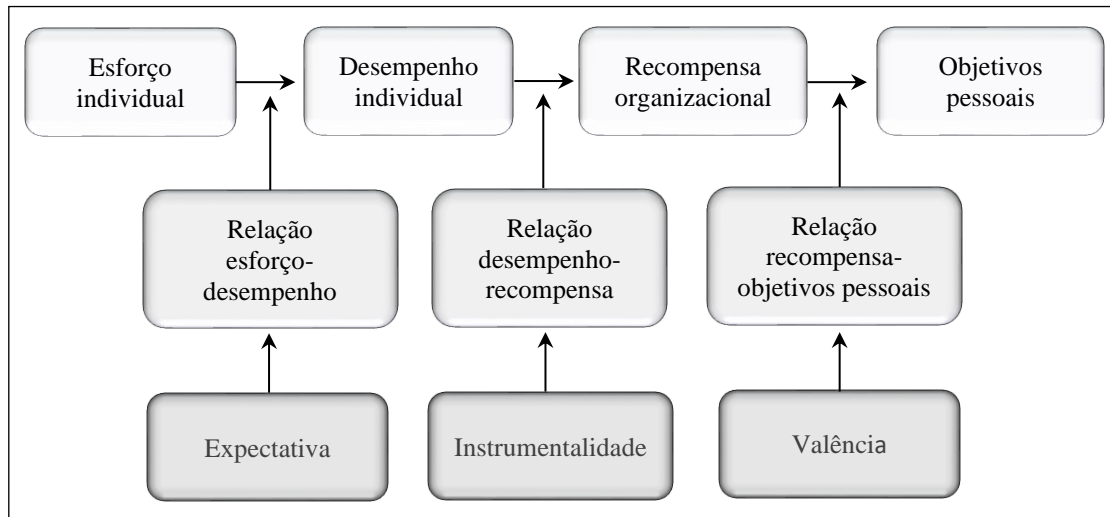 Esforço
individual
Desempenho
individual
Recompensa
organizacional
Objetivos
pessoais
Relação
esforço-
desempenho
Relação
desempenho-
recompensa
Relação
recompensa-
objetivos pessoais
Expectativa
Instrumentalidade
Valência